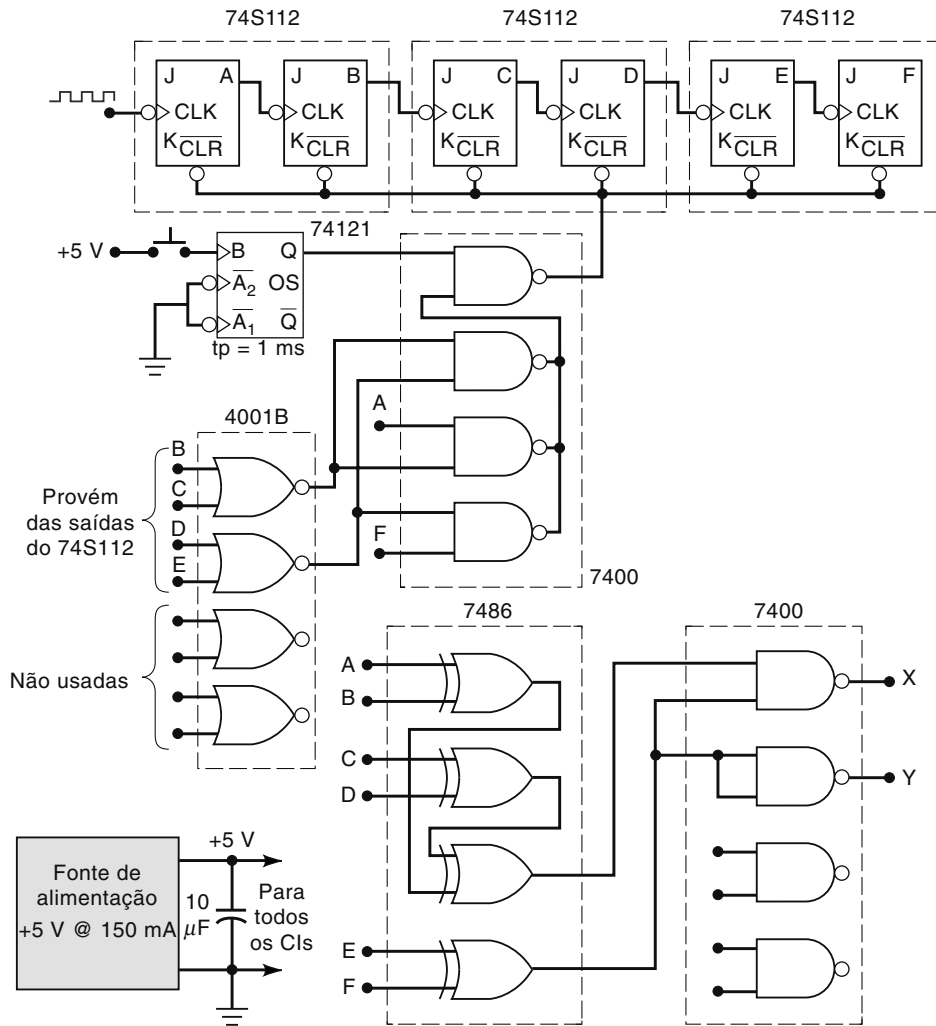 74S112 74S112 74S112
J A J B J C J D J E J F
CLK CLK CLK CLK CLK CLK
K CLR K CLR K CLR K CLR K CLR K CLR
74121
+5 V B Q
A2 OS
A1 Q
tp = 1 ms
4001B
A
B
C
D
E
F
Provém
das saídas
do 74S112
7400
Não usadas
7486 7400
A
B
C
D
E
F
X
Y
Fonte de
alimentação
+5 V @ 150 mA
+5 V
10
µF
Para
todos
os CIs